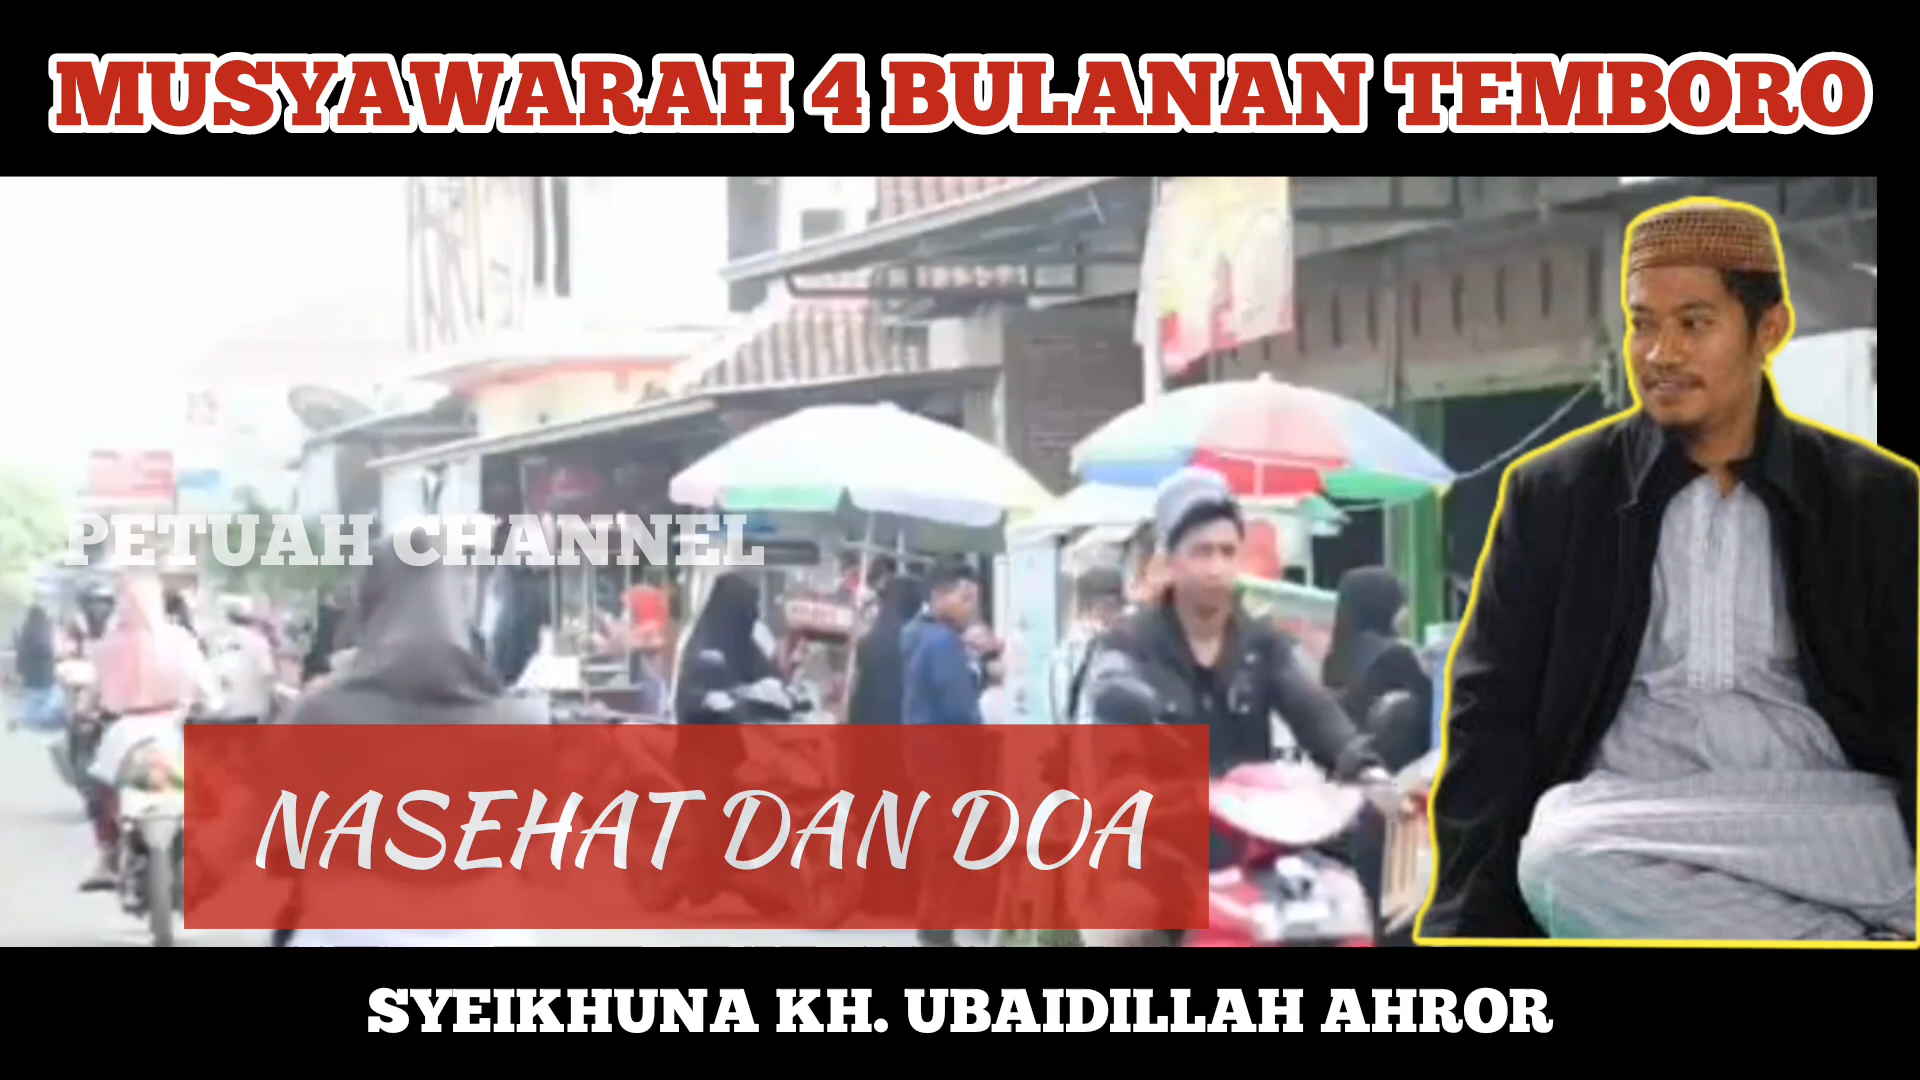 MUSYAWARAH 4 BULANAN TEMBORO
PETUAH CHANNEL
NASEHAT DAN DOA
SYEIKHUNA KH. UBAIDILLAH AHROR